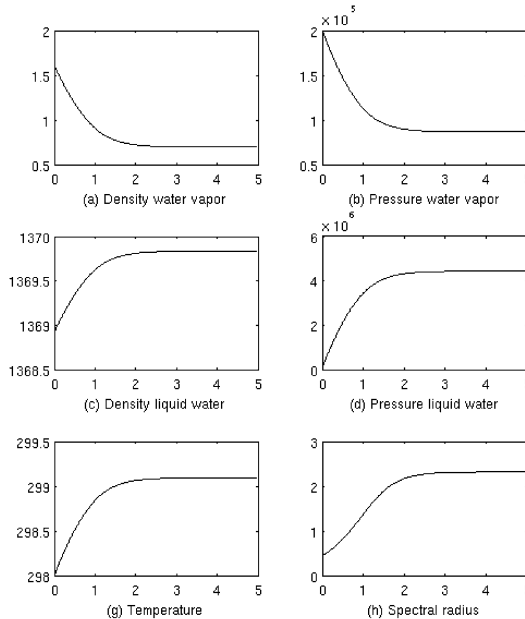 × 10⁵
2
2
1.5
1.5
1
1
0.5
0.5
0 1 2 3 4 5
0 1 2 3 4
(a) Density water vapor
(b) Pressure water vapor
× 10⁶
1370
6
1369.5
4
1369
2
1368.5
0
0 1 2 3 4 5
0 1 2 3 4
(c) Density liquid water
(d) Pressure liquid water
299.5
3
299
2
298.5
1
298
0
0 1 2 3 4 5
0 1 2 3 4
(g) Temperature
(h) Spectral radius